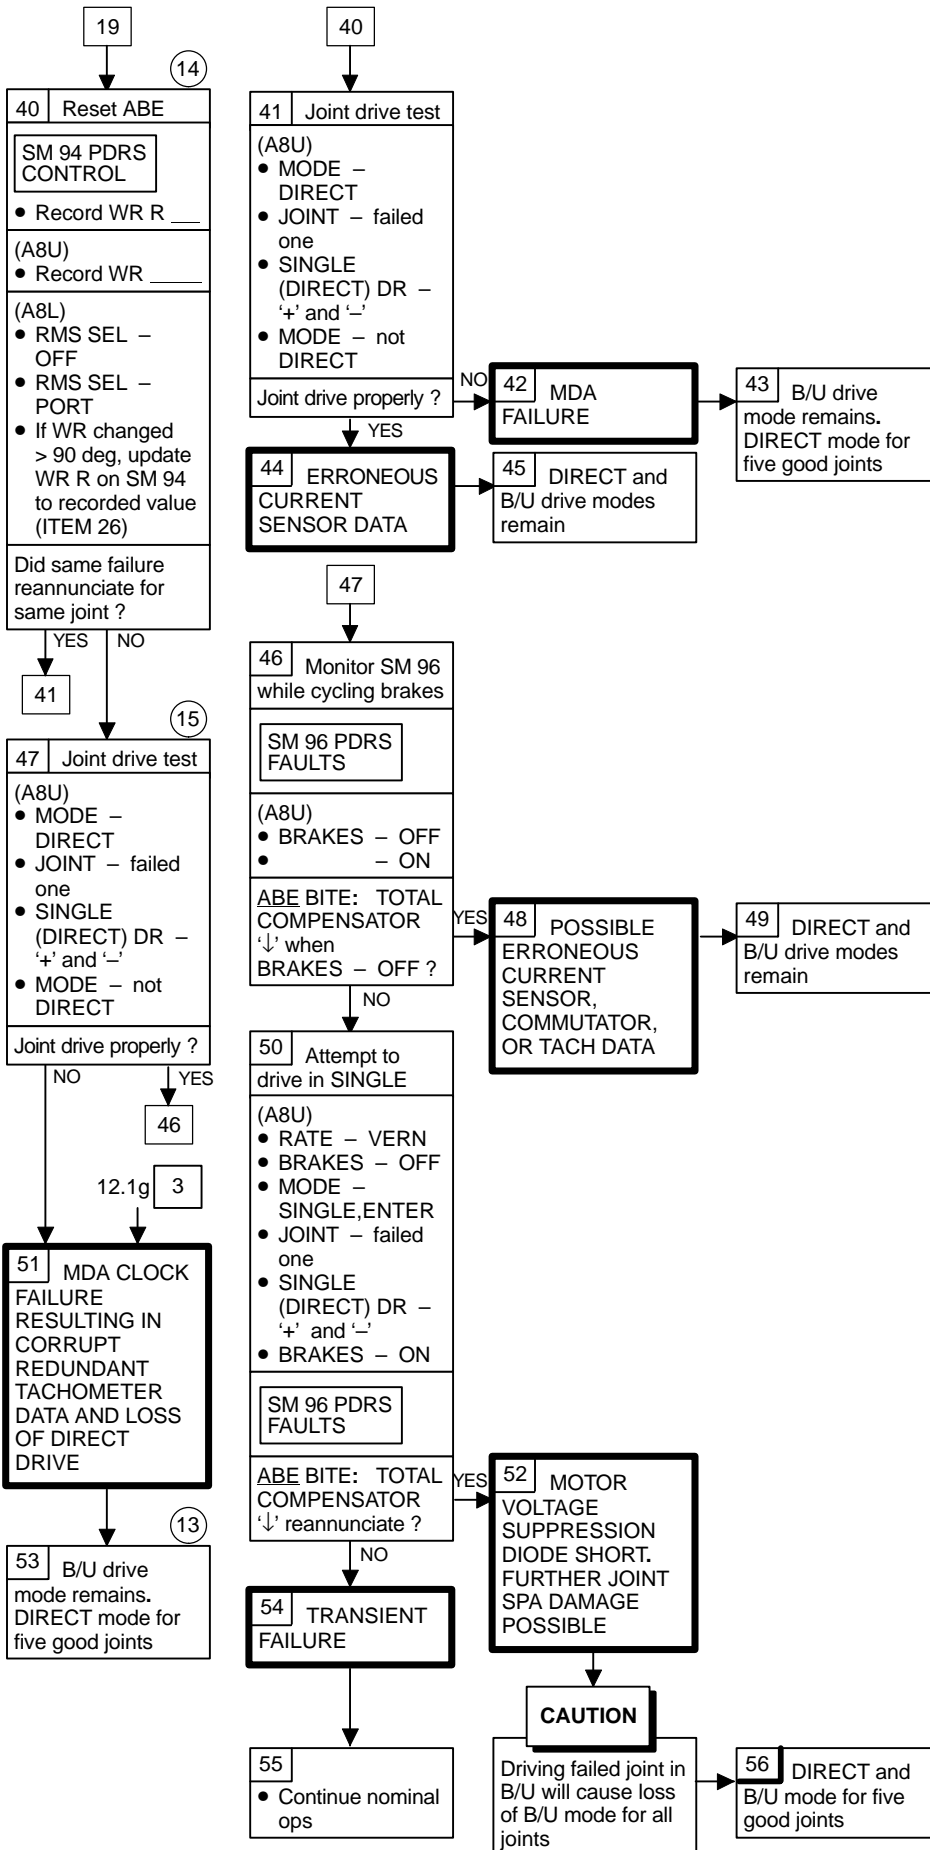 19
14
40 Reset ABE
SM 94 PDRS
CONTROL
• Record WR R ___
(A8U)
• Record WR _____
(A8L)
• RMS SEL –
OFF
• RMS SEL –
PORT
• If WR changed
> 90 deg, update
WR R on SM 94
to recorded value
(ITEM 26)
Did same failure
reannunciate for
same joint ?
YES
NO
41
15
47 Joint drive test
(A8U)
• MODE –
DIRECT
• JOINT – failed
one
• SINGLE
(DIRECT) DR –
‘+’ and ‘–’
• MODE – not
DIRECT
Joint drive properly ?
NO
YES
46
12.1g 3
51 MDA CLOCK
FAILURE
RESULTING IN
CORRUPT
REDUNDANT
TACHOMETER
DATA AND LOSS
OF DIRECT
DRIVE
13
53 B/U drive
mode remains.
DIRECT mode for
five good joints
40
41 Joint drive test
(A8U)
• MODE –
DIRECT
• JOINT – failed
one
• SINGLE
(DIRECT) DR –
‘+’ and ‘–’
• MODE – not
DIRECT
Joint drive properly ?
NO
YES
42 MDA
FAILURE
43 B/U drive
mode remains.
DIRECT mode for
five good joints
44 ERRONEOUS
CURRENT
SENSOR DATA
45 DIRECT and
B/U drive modes
remain
47
46 Monitor SM 96
while cycling brakes
SM 96 PDRS
FAULTS
(A8U)
• BRAKES – OFF
• – ON
ABE BITE: TOTAL
COMPENSATOR
‘↓’ when
BRAKES – OFF ?
YES
NO
48 POSSIBLE
ERRONEOUS
CURRENT
SENSOR,
COMMUTATOR,
OR TACH DATA
49 DIRECT and
B/U drive modes
remain
50 Attempt to
drive in SINGLE
(A8U)
• RATE – VERN
• BRAKES – OFF
• MODE –
SINGLE,ENTER
• JOINT – failed
one
• SINGLE
(DIRECT) DR –
‘+’ and ‘–’
• BRAKES – ON
SM 96 PDRS
FAULTS
ABE BITE: TOTAL
COMPENSATOR
‘↓’ reannunciate ?
YES
NO
52 MOTOR
VOLTAGE
SUPPRESSION
DIODE SHORT.
FURTHER JOINT
SPA DAMAGE
POSSIBLE
54 TRANSIENT
FAILURE
CAUTION
Driving failed joint in
B/U will cause loss
of B/U mode for all
joints
55
• Continue nominal
ops
56 DIRECT and
B/U mode for five
good joints